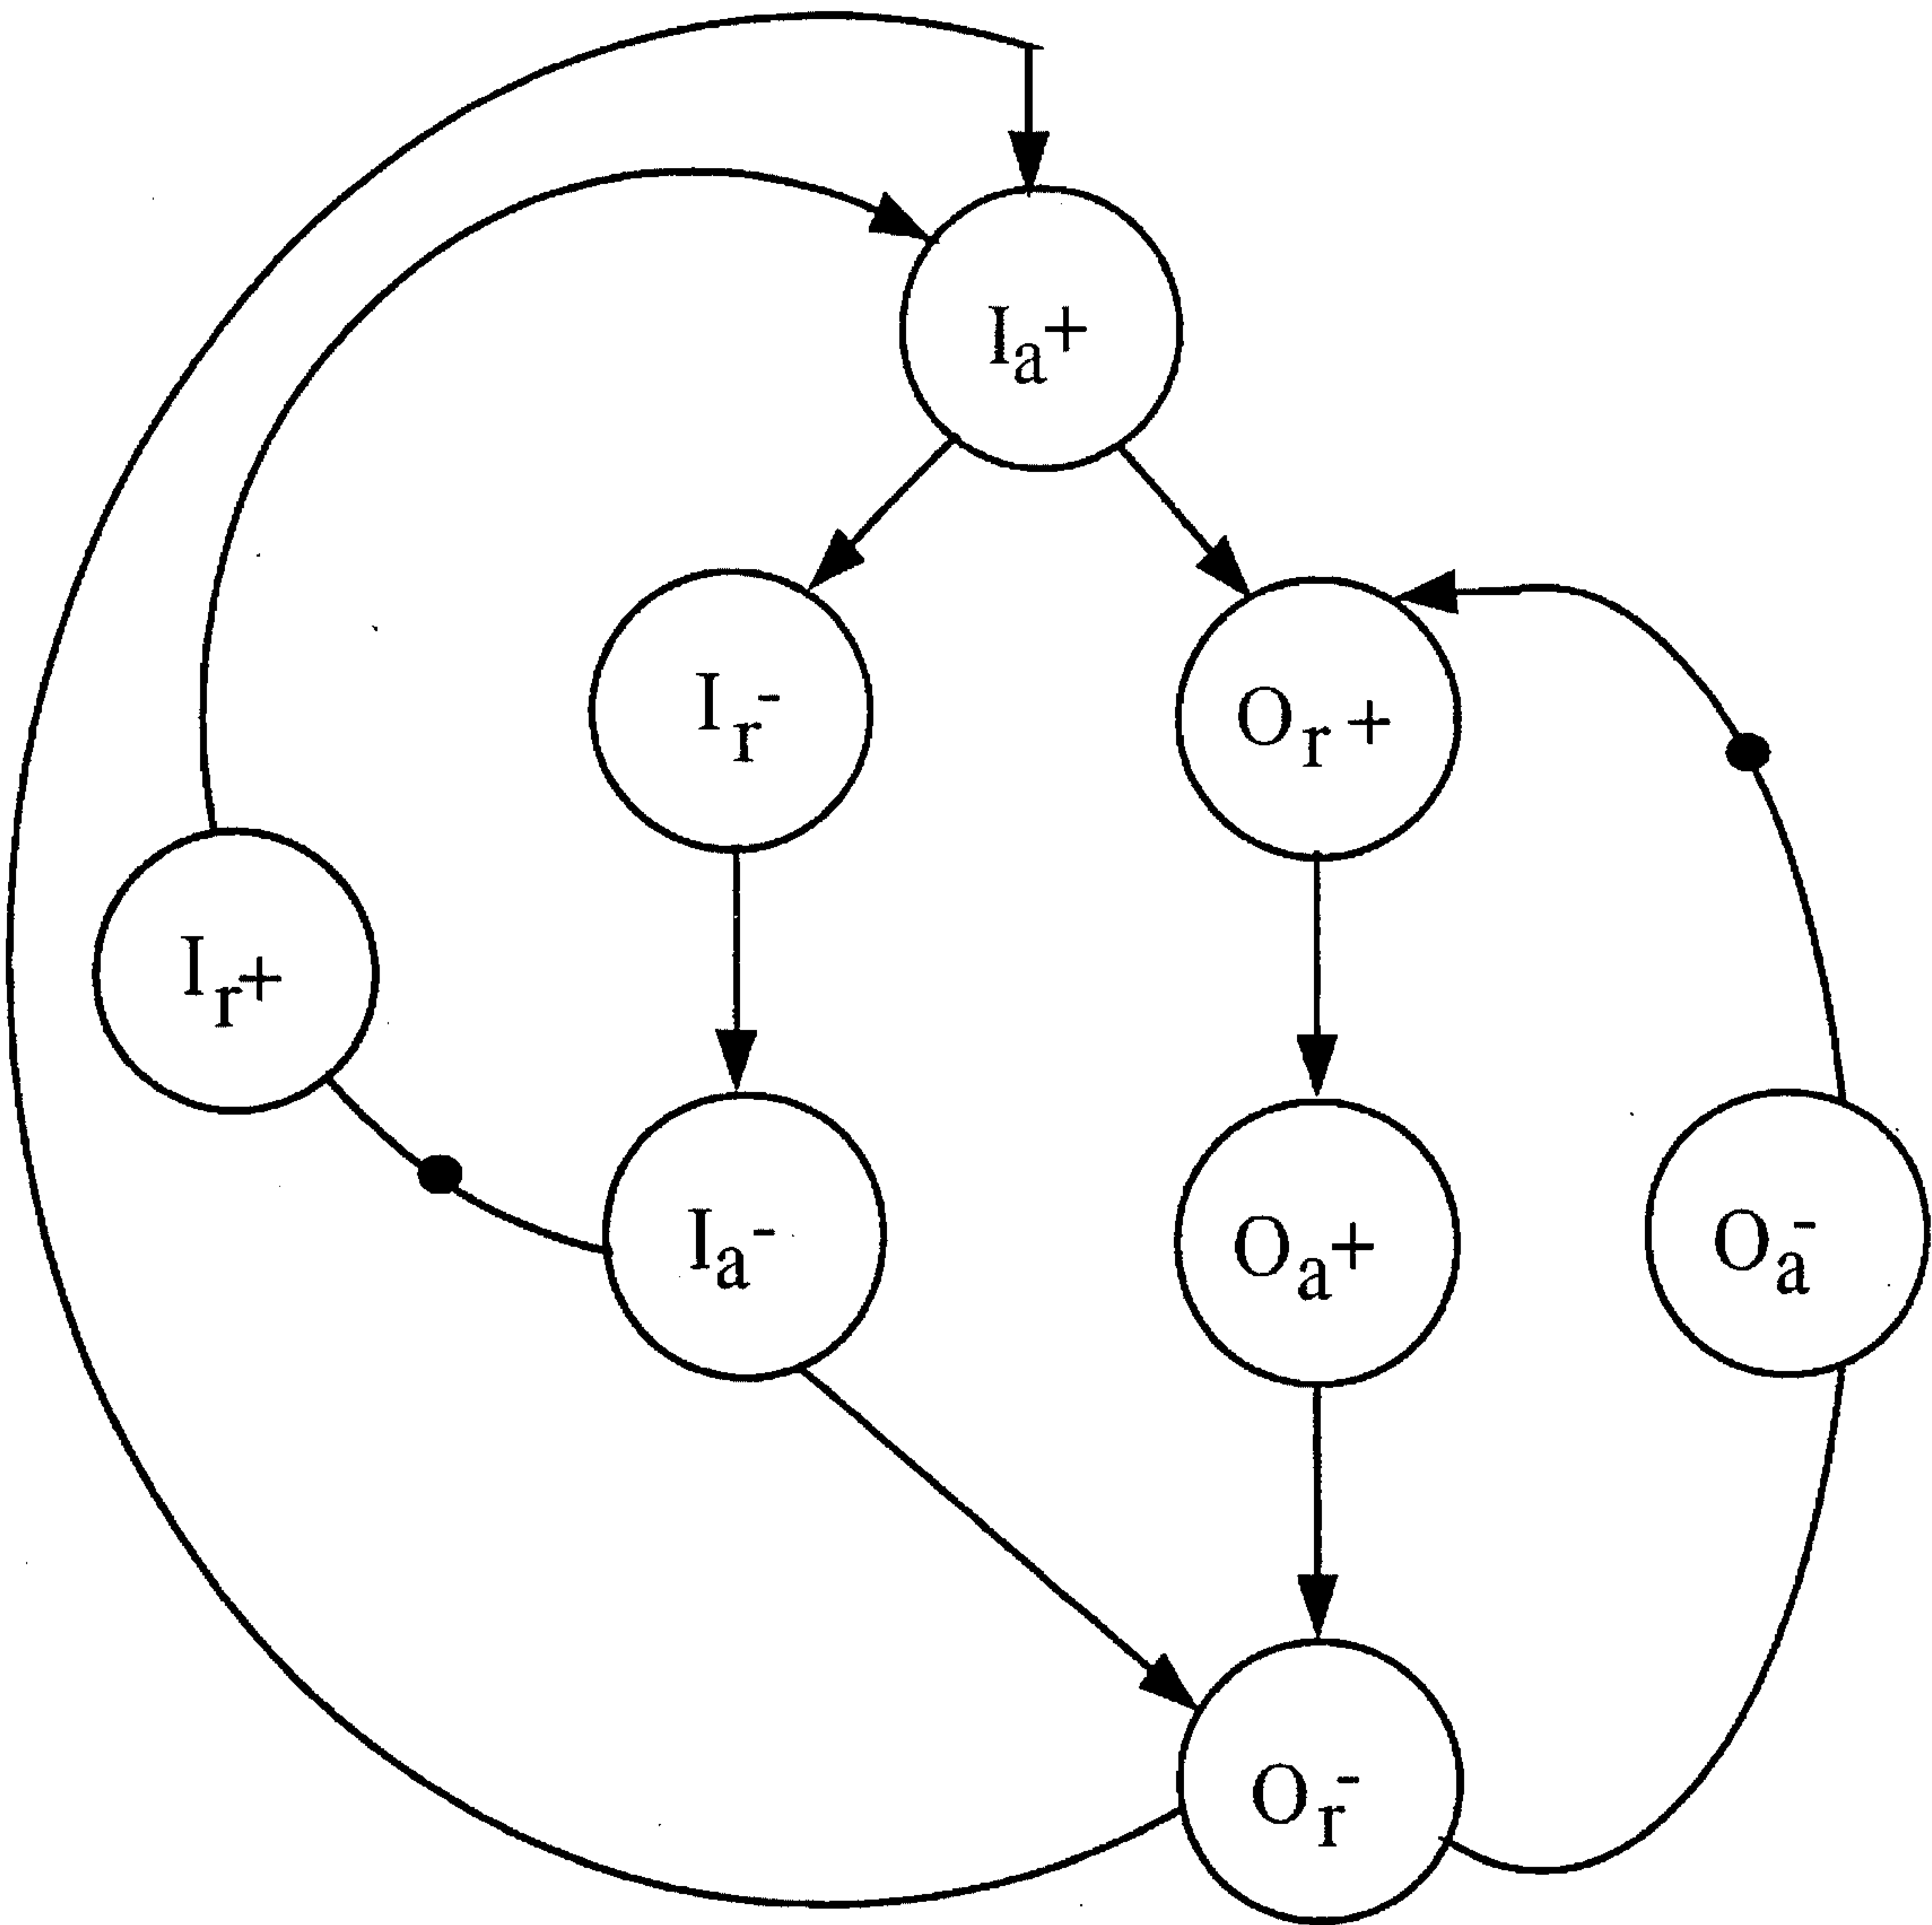 Ia+
Ir-
Or+
Ir+
Ia-
Oa+
Oa-
Or-